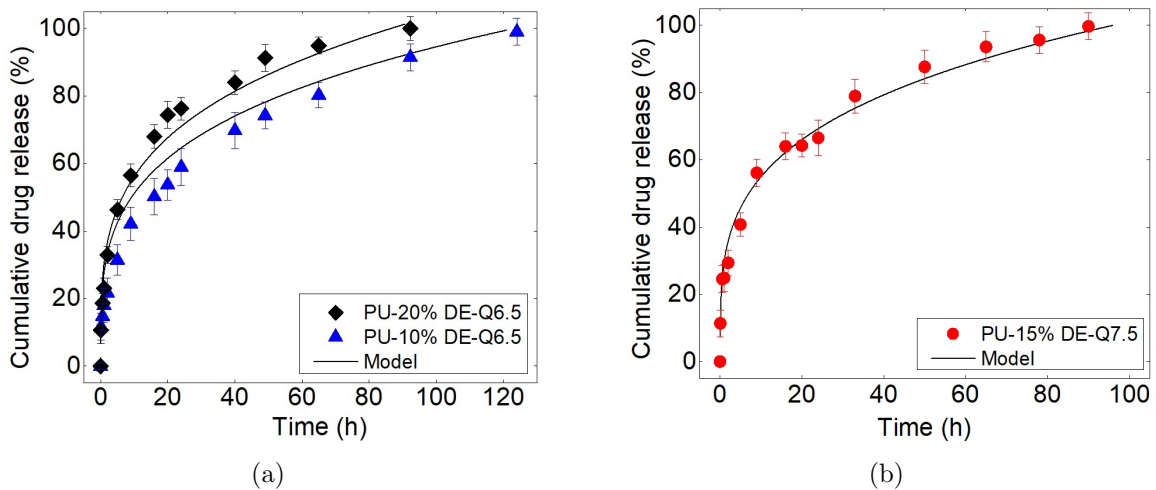 Cumulative drug release (%)
100
80
60
40
20
0
PU-20% DE-Q6.5
PU-10% DE-Q6.5
Model
0 20 40 60 80 100 120
Time (h)
(a)
Cumulative drug release (%)
100
80
60
40
20
0
PU-15% DE-Q7.5
Model
0 20 40 60 80 100
Time (h)
(b)